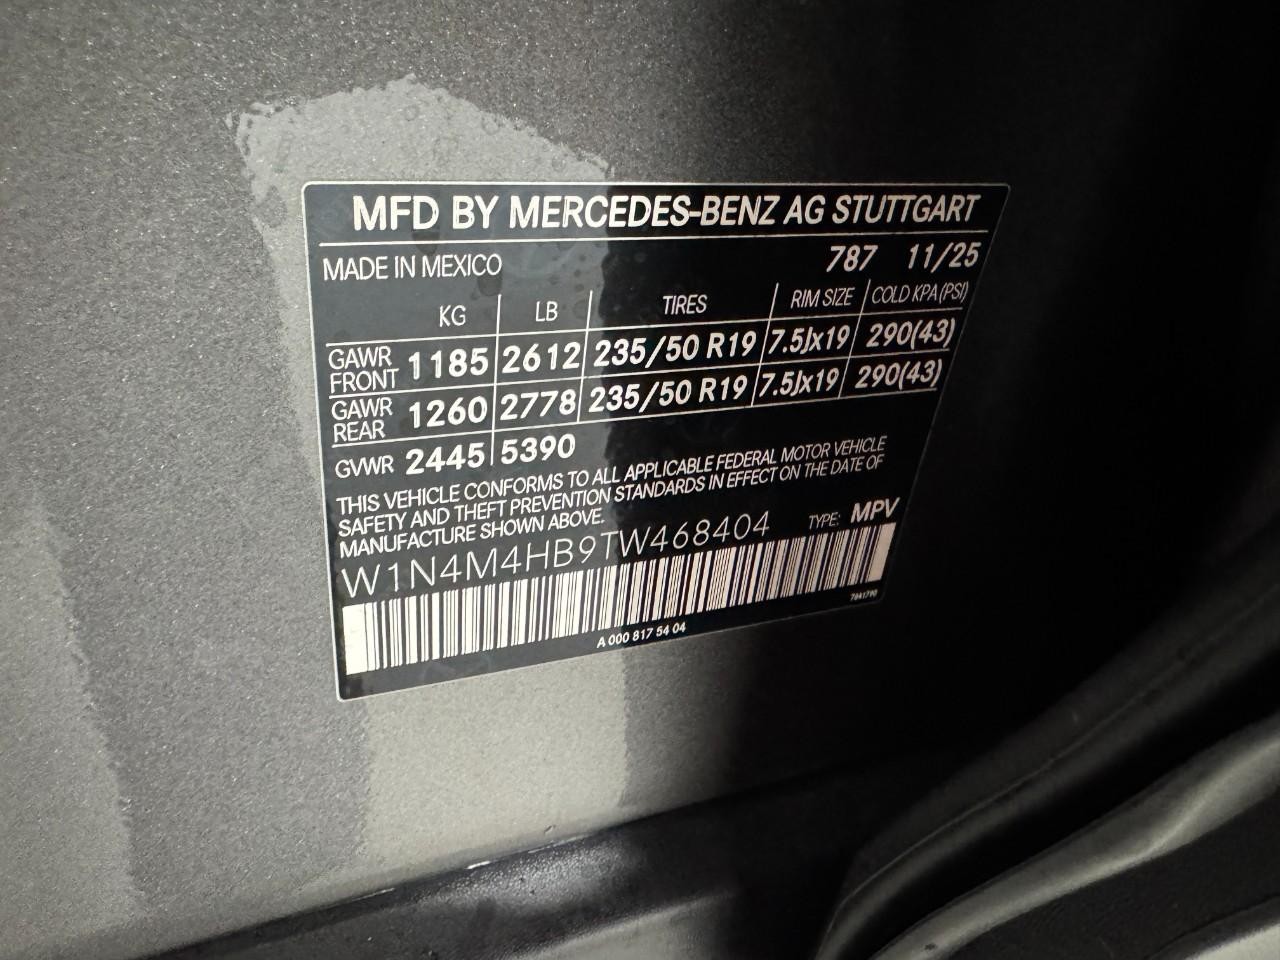 MFD BY MERCEDES-BENZ AG STUTTGART
MADE IN MEXICO 787 11/25
KG LB TIRES RIM SIZE COLD KPA(PSI)
GAWR FRONT 1185 2612 235/50 R19 7.5Jx19 290(43)
GAWR REAR 1260 2778 235/50 R19 7.5Jx19 290(43)
GVWR 2445 5390
THIS VEHICLE CONFORMS TO ALL APPLICABLE FEDERAL MOTOR VEHICLE
SAFETY AND THEFT PREVENTION STANDARDS IN EFFECT ON THE DATE OF
MANUFACTURE SHOWN ABOVE.
W1N4M4HB9TW468404 TYPE: MPV
A 000 817 54 04